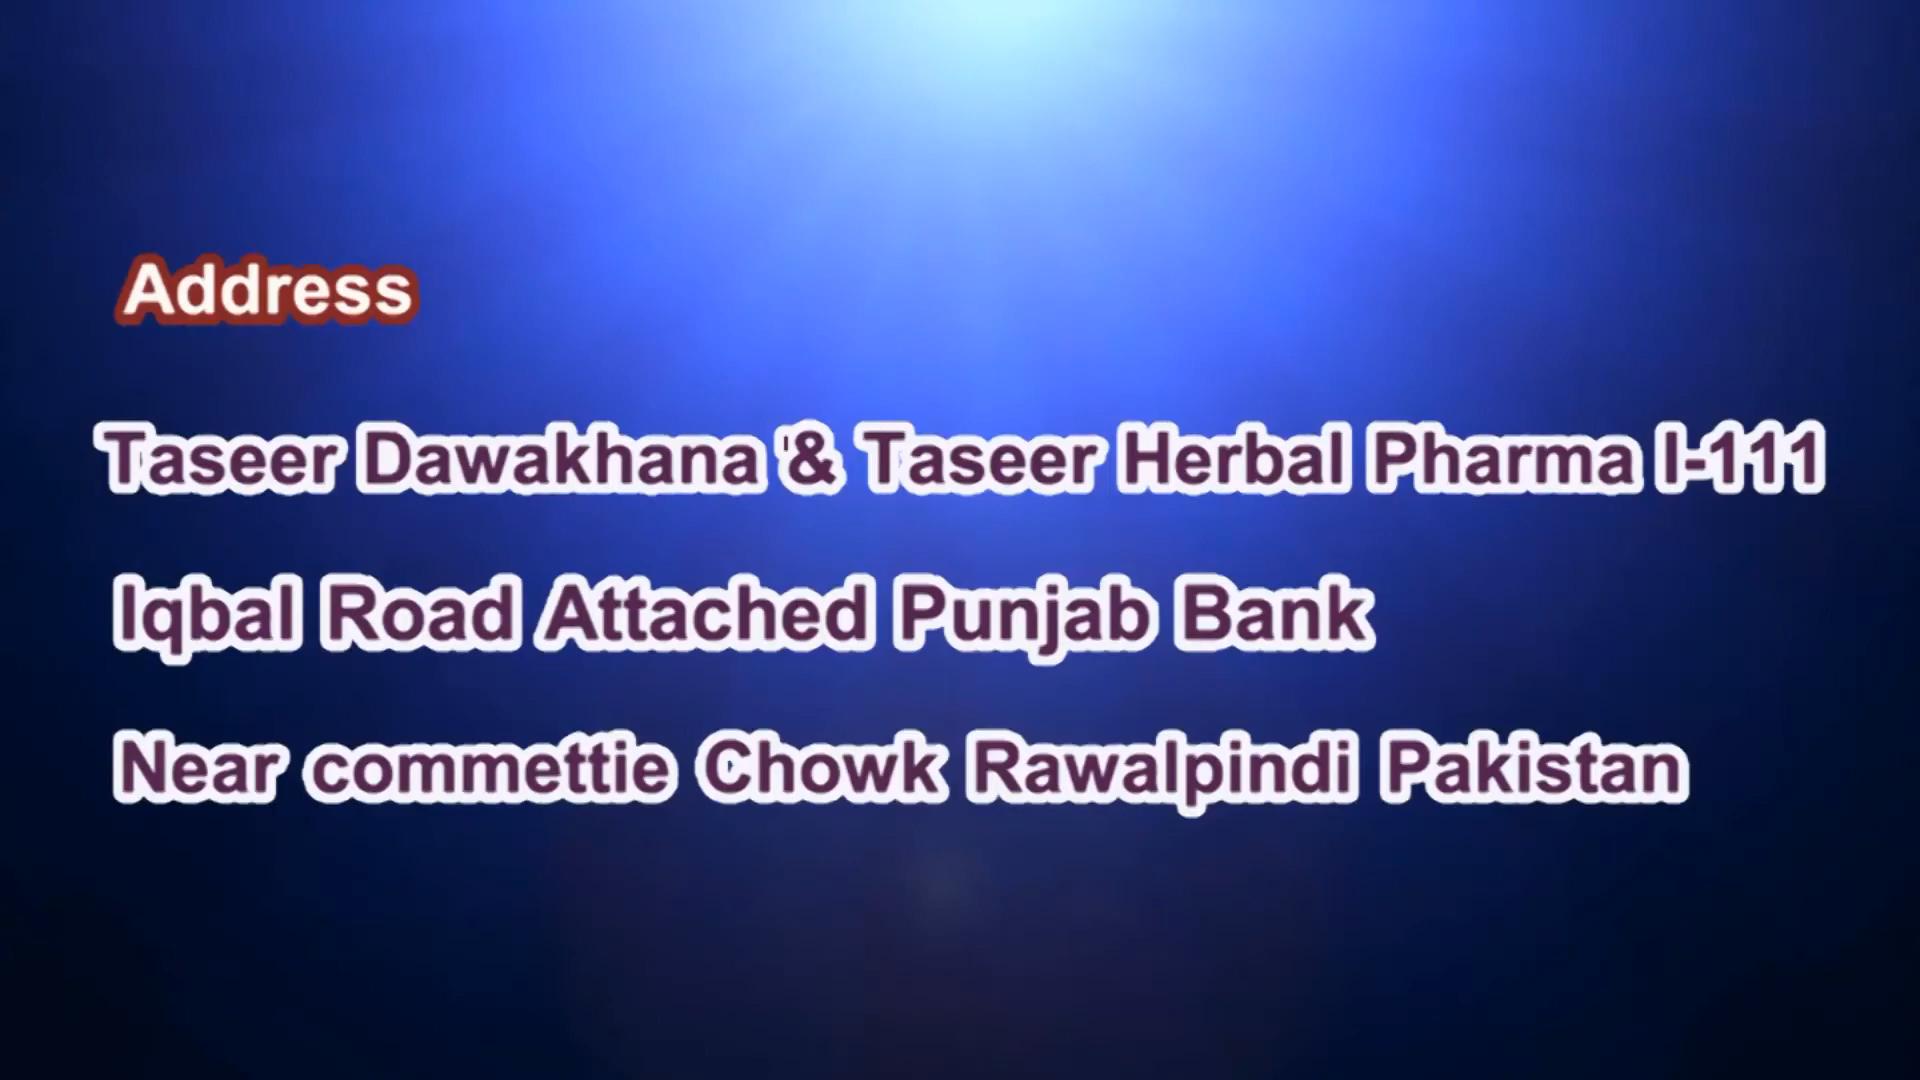 Address
Taseer Dawakhana & Taseer Herbal Pharma I-111
Iqbal Road Attached Punjab Bank
Near commettie Chowk Rawalpindi Pakistan